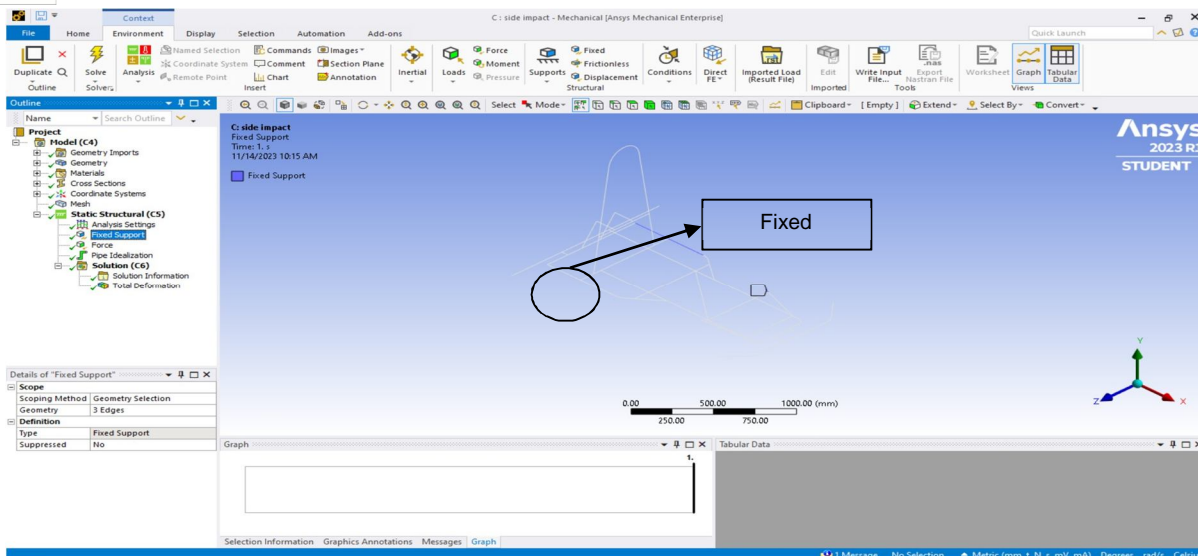 Context
C : side impact - Mechanical [Ansys Mechanical Enterprise]
File Home Environment Display Selection Automation Add-ons
Quick Launch
Duplicate Q
Outline
Solve
Solver
Analysis
Named Selection
Coordinate System
Remote Point
Commands
Comment
Chart
Images
Section Plane
Annotation
Insert
Inertial
Loads
Force
Moment
Pressure
Supports
Fixed
Frictionless
Displacement
Structural
Conditions
Direct
FE
Imported Load
(Result File)
Edit
Imported
Write Input
File...
Export
Nastran File
.nas
Tools
Worksheet
Graph
Tabular
Data
Views
Outline
Name Search Outline
Select Mode Clipboard [ Empty ] Extend Select By Convert
Project
Model (C4)
Geometry Imports
Geometry
Materials
Cross Sections
Coordinate Systems
Mesh
Static Structural (C5)
Analysis Settings
Fixed Support
Force
Pipe Idealization
Solution (C6)
Solution Information
Total Deformation
C: side impact
Fixed Support
Time: 1. s
11/14/2023 10:15 AM
Fixed Support
Ansys
2023 R
STUDENT
Fixed
Y
Z X
0.00 500.00 1000.00 (mm)
250.00 750.00
Details of "Fixed Support"
Scope
Scoping Method Geometry Selection
Geometry 3 Edges
Definition
Type Fixed Support
Suppressed No
Graph
1.
Tabular Data
Selection Information Graphics Annotations Messages Graph
1 Message No Selection Metric (mm, t, N, s, mV, mA) Degrees rad/s Celsi